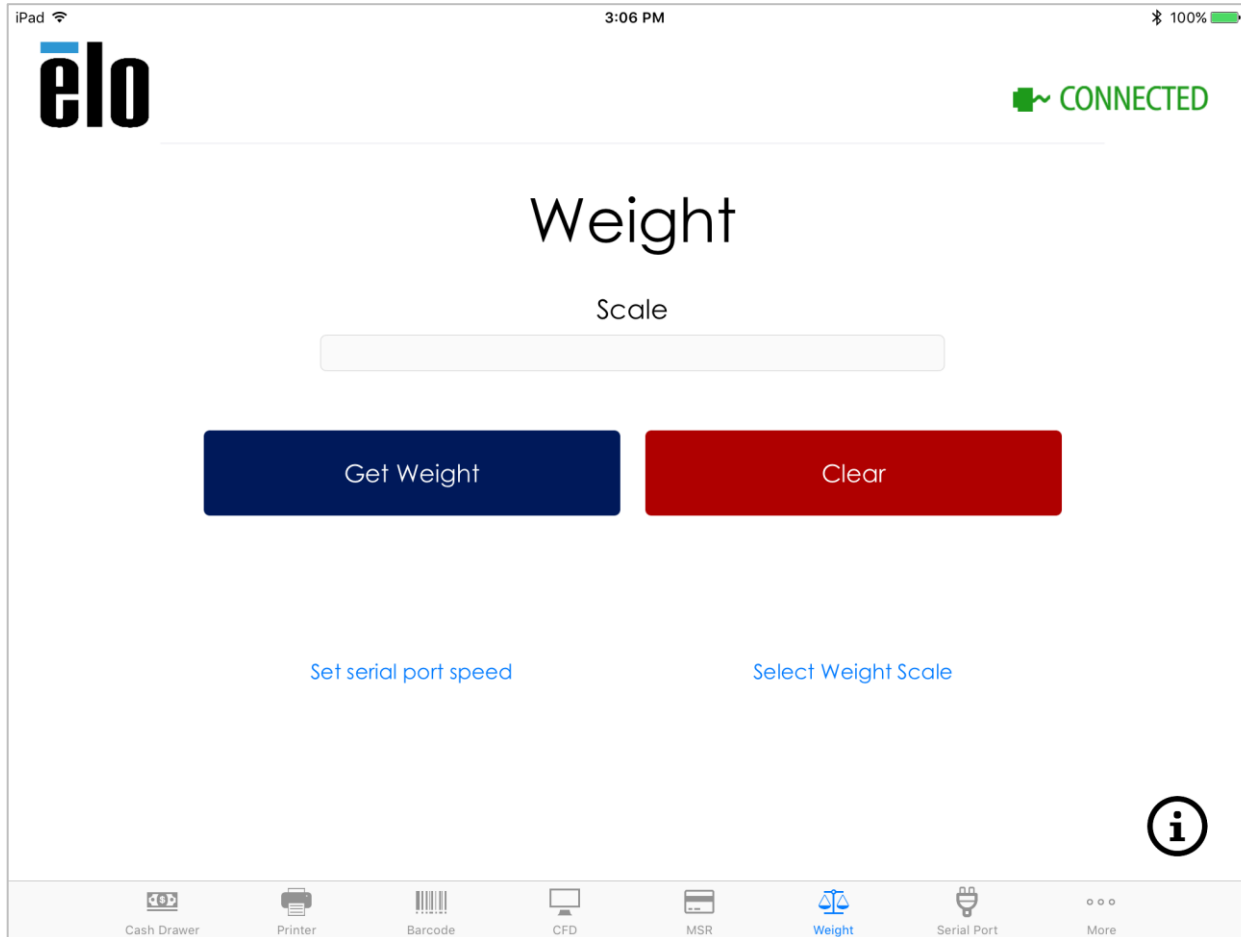 iPad 3:06 PM 100%
ēlo
CONNECTED
Weight
Scale
Get Weight Clear
Set serial port speed Select Weight Scale
i
Cash Drawer Printer Barcode CFD MSR Weight Serial Port More